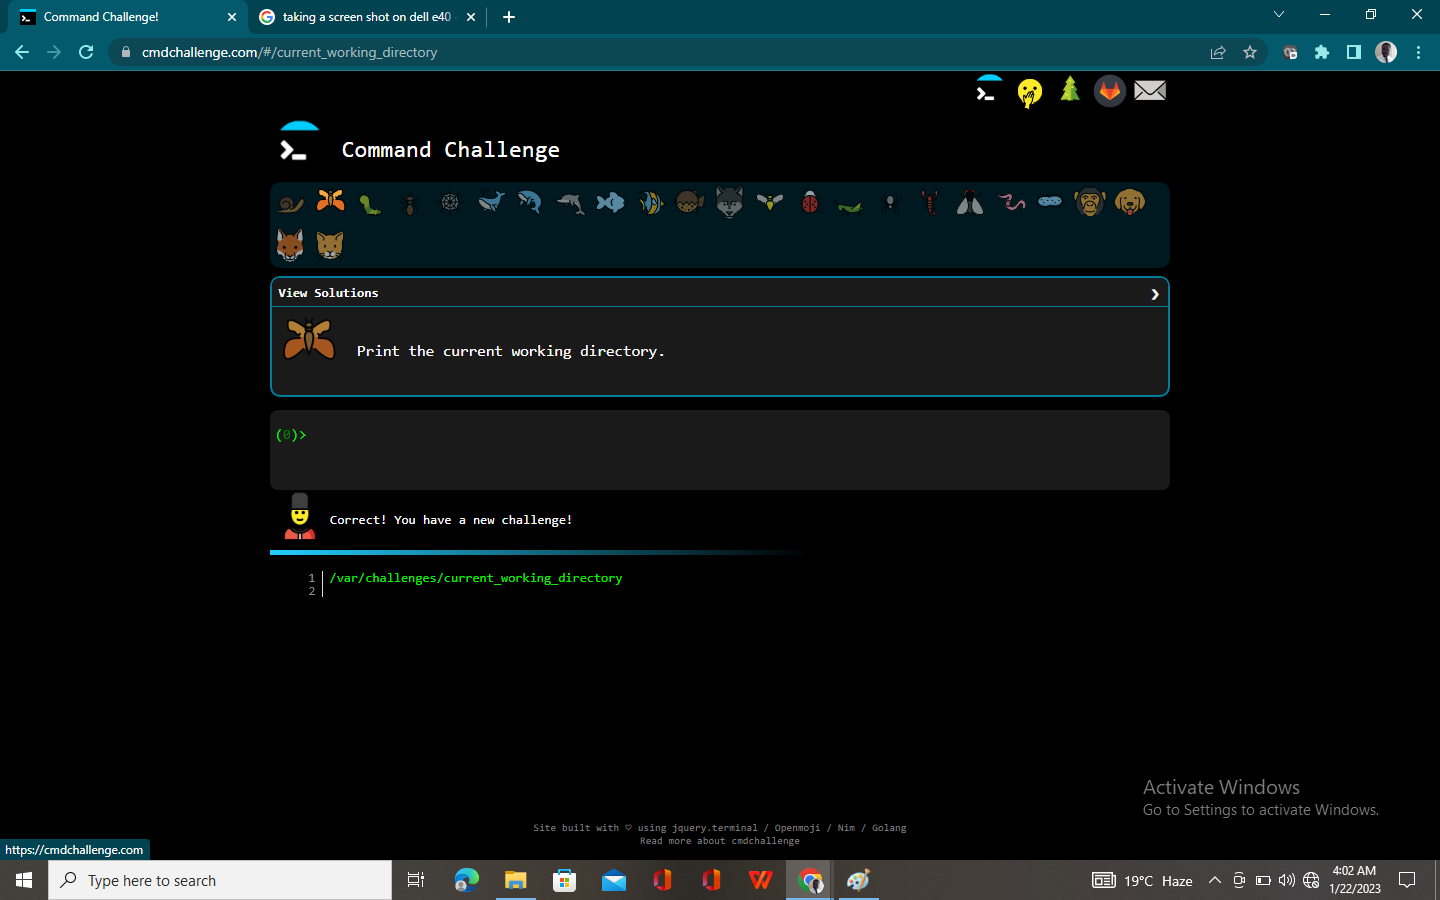 Command Challenge!
taking a screen shot on dell e40
cmdchallenge.com/#/current_working_directory
Command Challenge
View Solutions
Print the current working directory.
(0)>
Correct! You have a new challenge!
1 /var/challenges/current_working_directory
2
Activate Windows
Go to Settings to activate Windows.
Site built with ♡ using jquery.terminal / Openmoji / Nim / Golang
Read more about cmdchallenge
https://cmdchallenge.com
Type here to search
19°C Haze
4:02 AM
1/22/2023